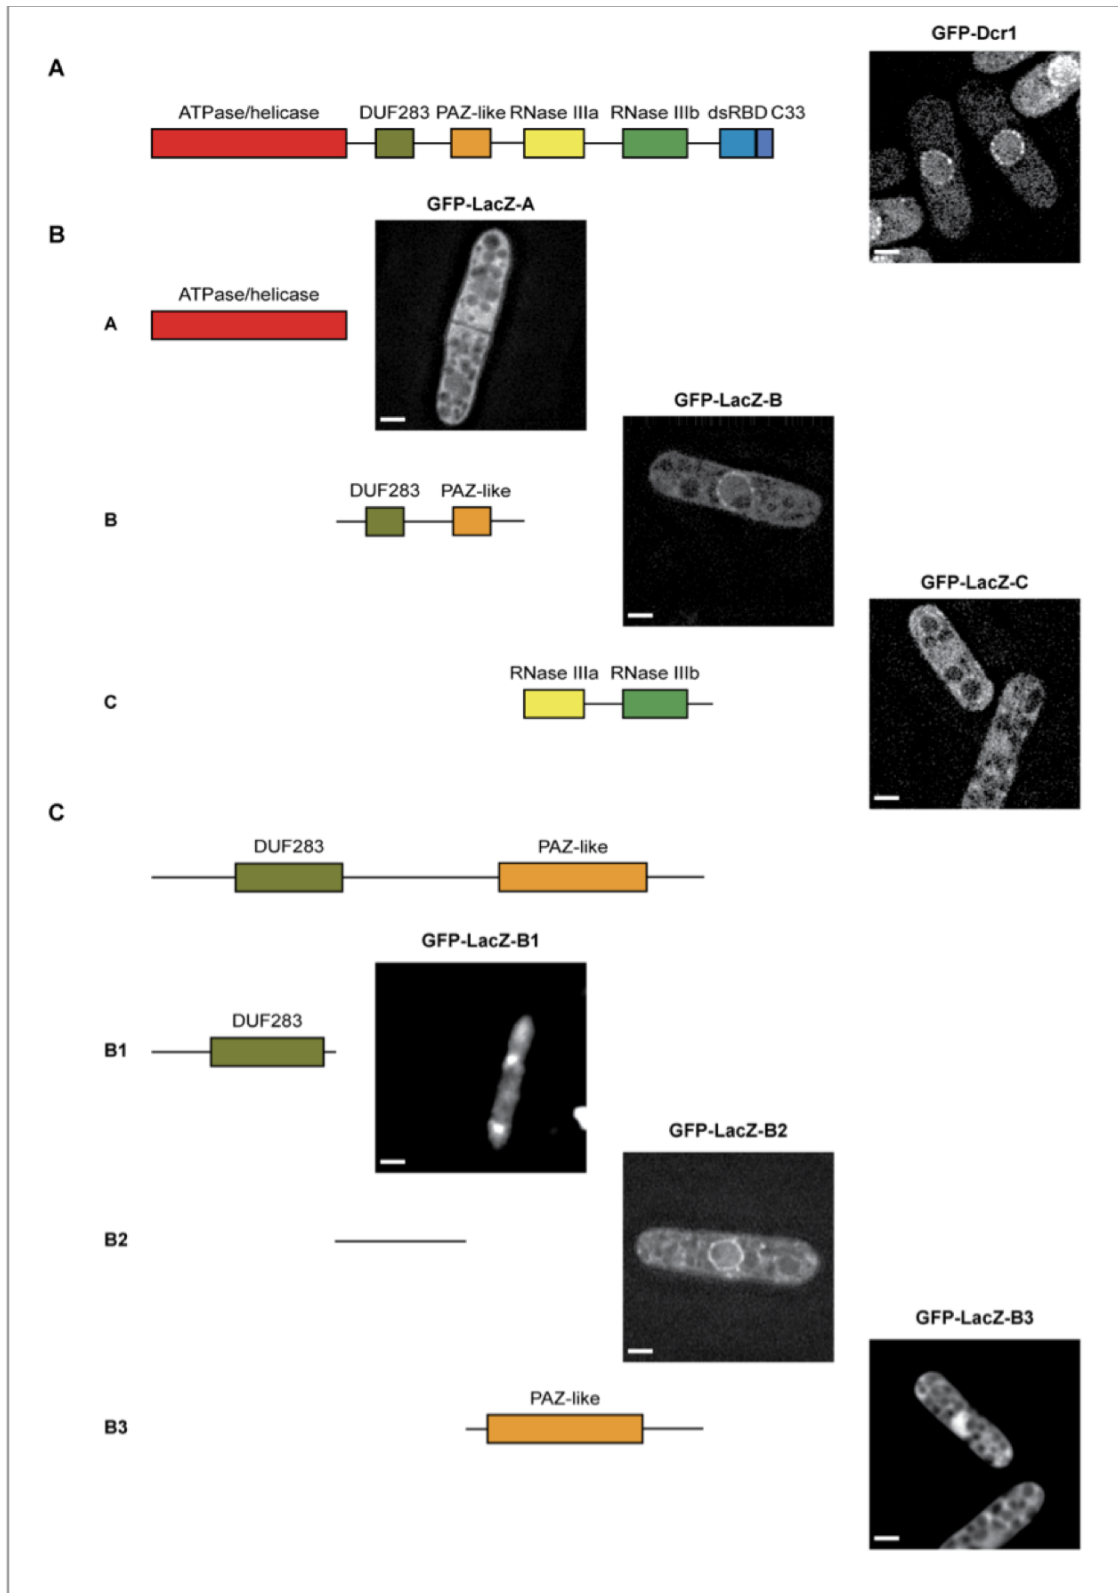 GFP-Dcr1
A
ATPase/helicase DUF283 PAZ-like RNase IIIa RNase IIIb dsRBD C33
GFP-LacZ-A
B
ATPase/helicase
A
GFP-LacZ-B
DUF283 PAZ-like
B
GFP-LacZ-C
RNase IIIa RNase IIIb
C
C
DUF283 PAZ-like
GFP-LacZ-B1
DUF283
B1
GFP-LacZ-B2
B2
GFP-LacZ-B3
PAZ-like
B3